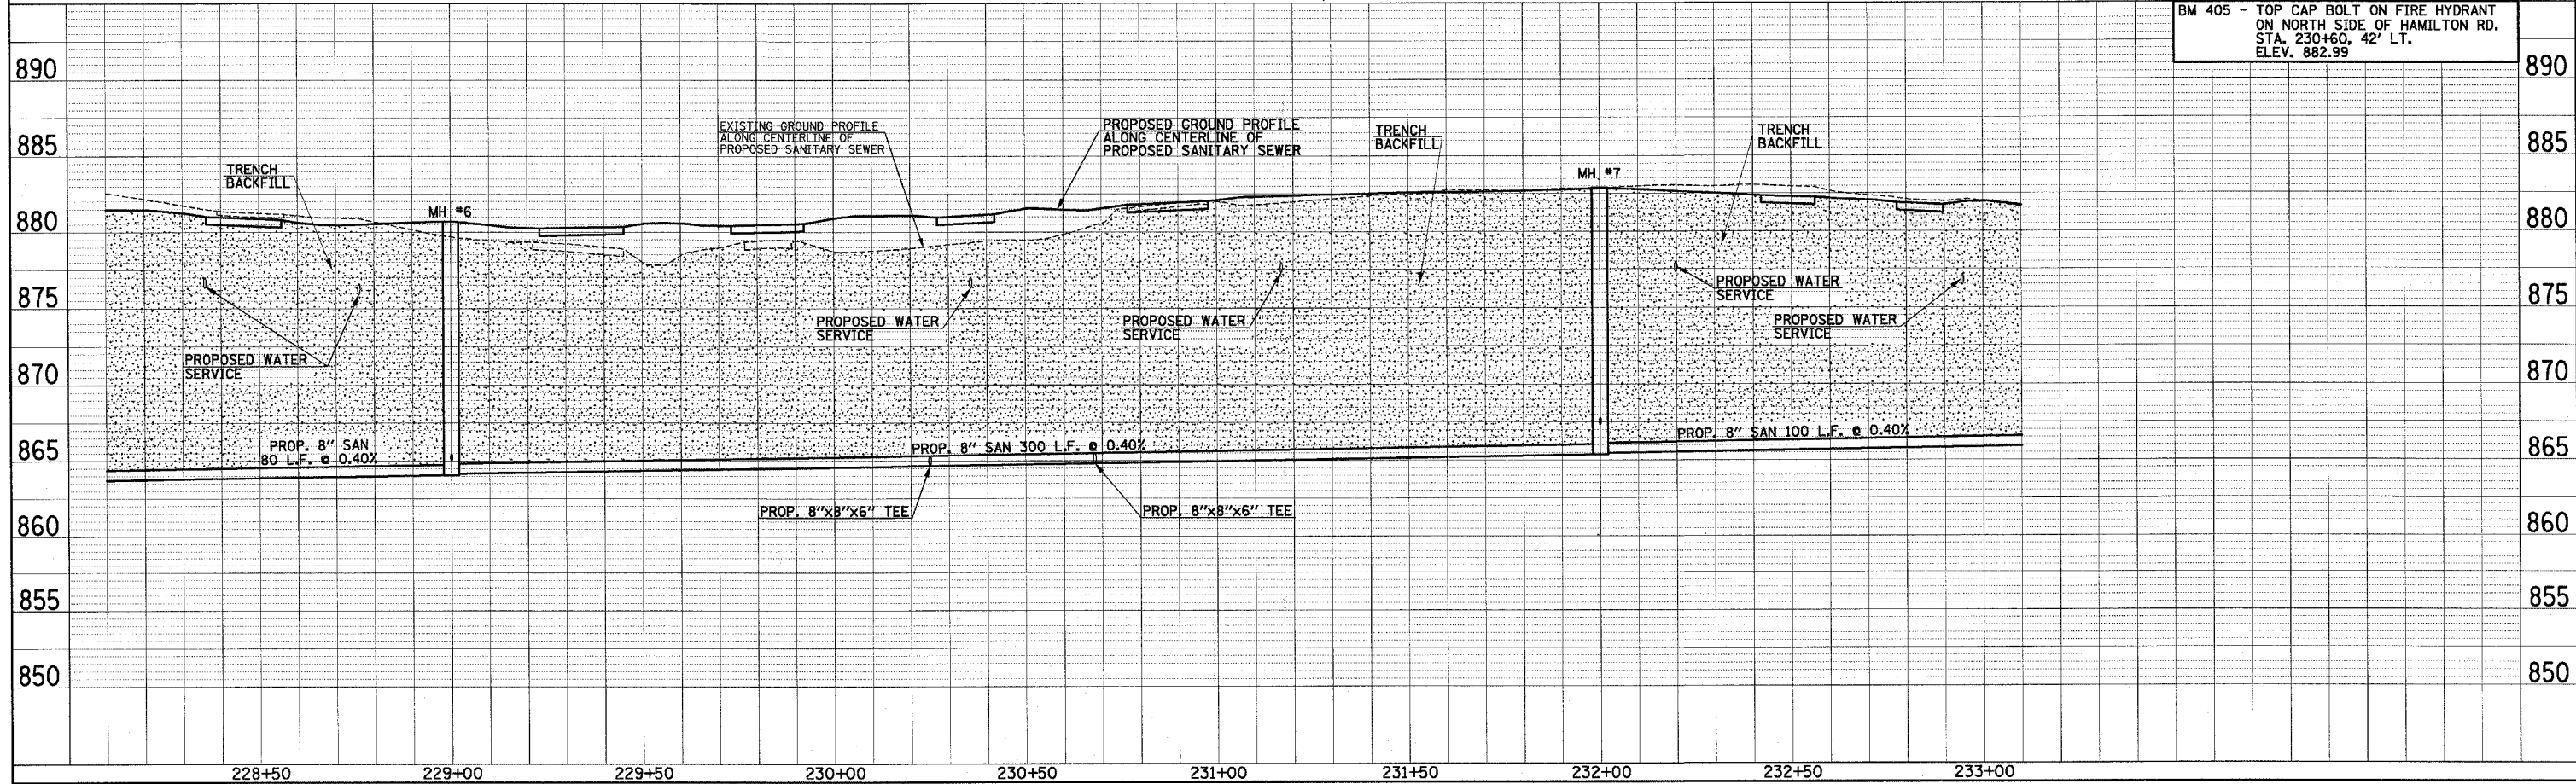 BM 405 - TOP CAP BOLT ON FIRE HYDRANT
ON NORTH SIDE OF HAMILTON RD.
STA. 230+60, 42' LT.
ELEV. 882.99
890
890
EXISTING GROUND PROFILE
ALONG CENTERLINE OF
PROPOSED SANITARY SEWER
PROPOSED GROUND PROFILE
ALONG CENTERLINE OF
PROPOSED SANITARY SEWER
TRENCH
BACKFILL
TRENCH
BACKFILL
885
885
TRENCH
BACKFILL
MH #7
MH #6
880
880
PROPOSED WATER
SERVICE
875
875
PROPOSED WATER
SERVICE
PROPOSED WATER
SERVICE
PROPOSED WATER
SERVICE
PROPOSED WATER
SERVICE
870
870
PROP. 8" SAN
80 L.F. @ 0.40%
PROP. 8" SAN 300 L.F. @ 0.40%
PROP. 8" SAN 100 L.F. @ 0.40%
865
865
PROP. 8"x8"x6" TEE
PROP. 8"x8"x6" TEE
860
860
855
855
850
850
228+50
229+00
229+50
230+00
230+50
231+00
231+50
232+00
232+50
233+00